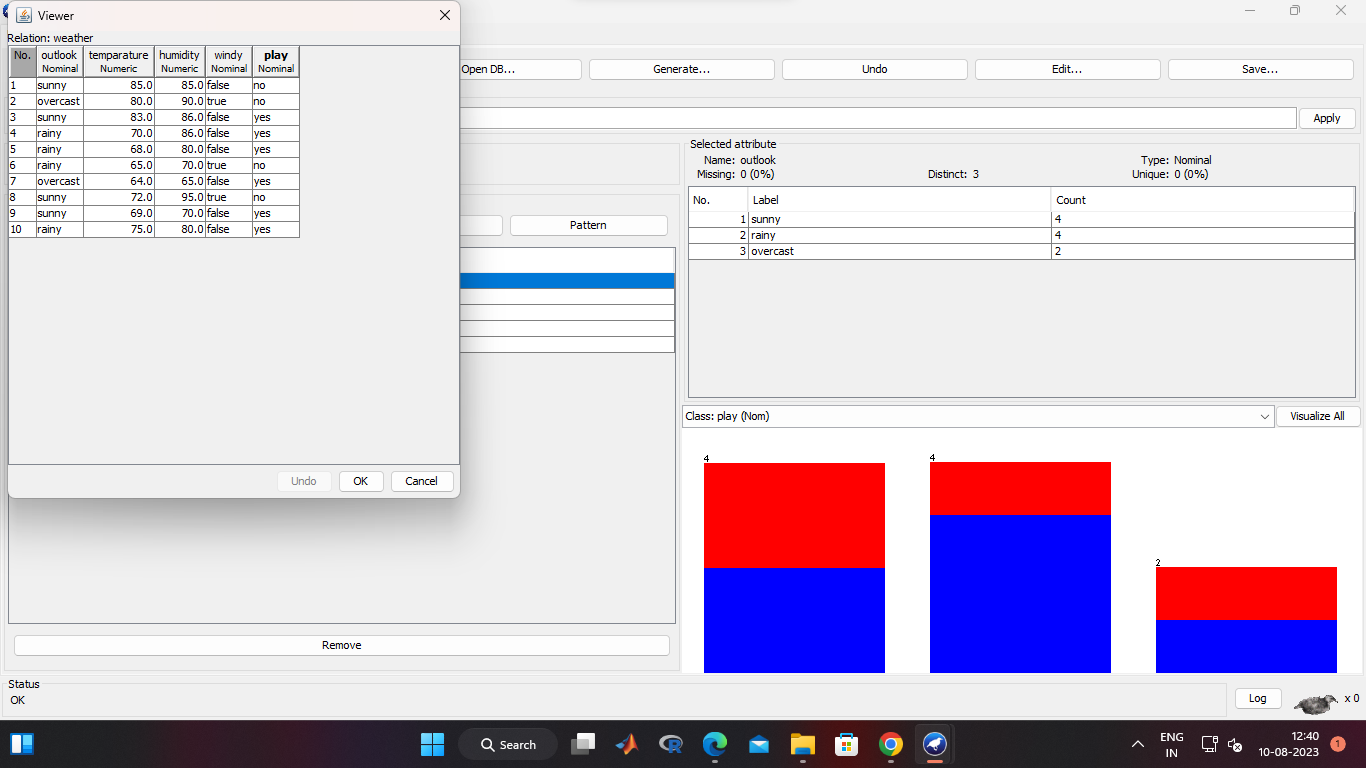 Viewer
Relation: weather
No. outlook temparature humidity windy play
Nominal Numeric Numeric Nominal Nominal
1 sunny 85.0 85.0 false no
2 overcast 80.0 90.0 true no
3 sunny 83.0 86.0 false yes
4 rainy 70.0 86.0 false yes
5 rainy 68.0 80.0 false yes
6 rainy 65.0 70.0 true no
7 overcast 64.0 65.0 false yes
8 sunny 72.0 95.0 true no
9 sunny 69.0 70.0 false yes
10 rainy 75.0 80.0 false yes
Undo OK Cancel
Open DB... Generate... Undo Edit... Save...
Apply
Pattern
Remove
Selected attribute
Name: outlook Type: Nominal
Missing: 0 (0%) Distinct: 3 Unique: 0 (0%)
No. Label Count
1 sunny 4
2 rainy 4
3 overcast 2
Class: play (Nom) Visualize All
4 4 2
Status
OK
Log x 0
Search
ENG
IN
12:40
10-08-2023
1